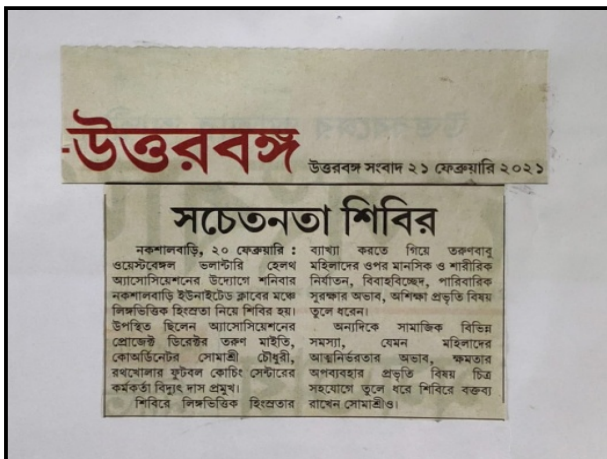 উত্তরবঙ্গ
উত্তরবঙ্গ সংবাদ ২১ ফেব্রুয়ারি ২০২১
সচেতনতা শিবির
নকশালবাড়ি, ২০ ফেব্রুয়ারি :
ওয়েস্টবেঙ্গল ভলান্টারি হেলথ
অ্যাসোসিয়েশনের উদ্যোগে শনিবার
নকশালবাড়ি ইউনাইটেড ক্লাবের মঞ্চে
লিঙ্গভিত্তিক হিংস্রতা নিয়ে শিবির হয়।
উপস্থিত ছিলেন অ্যাসোসিয়েশনের
প্রোজেক্ট ডিরেক্টর তরুণ মাইতি,
কোঅর্ডিনেটর সোমাশ্রী চৌধুরী,
রথখোলার ফুটবল কোচিং সেন্টারের
কর্মকর্তা বিদ্যুৎ দাস প্রমুখ।
শিবিরে লিঙ্গভিত্তিক হিংস্রতার
ব্যাখ্যা করতে গিয়ে তরুণবাবু
মহিলাদের ওপর মানসিক ও শারীরিক
নির্যাতন, বিবাহবিচ্ছেদ, পারিবারিক
সুরক্ষার অভাব, অশিক্ষা প্রভৃতি বিষয়
তুলে ধরেন।
অন্যদিকে সামাজিক বিভিন্ন
সমস্যা, যেমন মহিলাদের
আত্মনির্ভরতার অভাব, ক্ষমতার
অপব্যবহার প্রভৃতি বিষয় চিত্র
সহযোগে তুলে ধরে শিবিরে বক্তব্য
রাখেন সোমাশ্রীও।